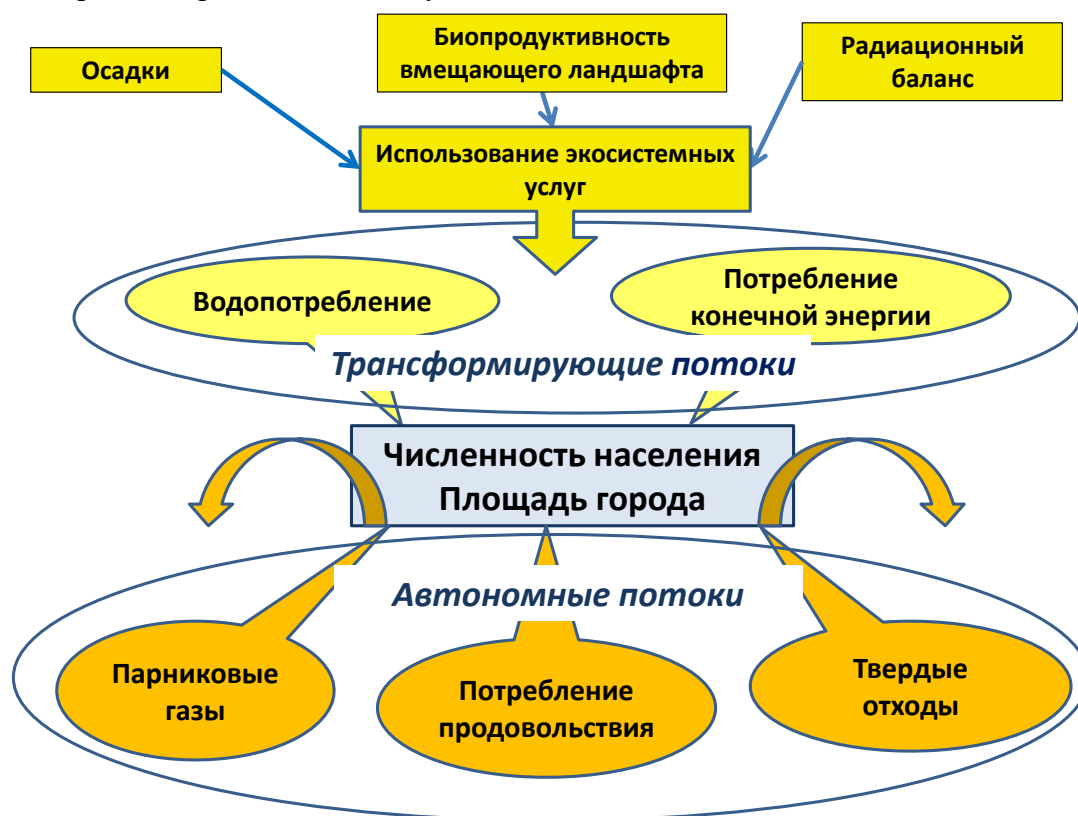 Осадки
Биопродуктивность
вмещающего ландшафта
Радиационный
баланс
Использование экосистемных
услуг
Водопотребление
Потребление
конечной энергии
Трансформирующие потоки
Численность населения
Площадь города
Автономные потоки
Парниковые
газы
Потребление
продовольствия
Твердые
отходы